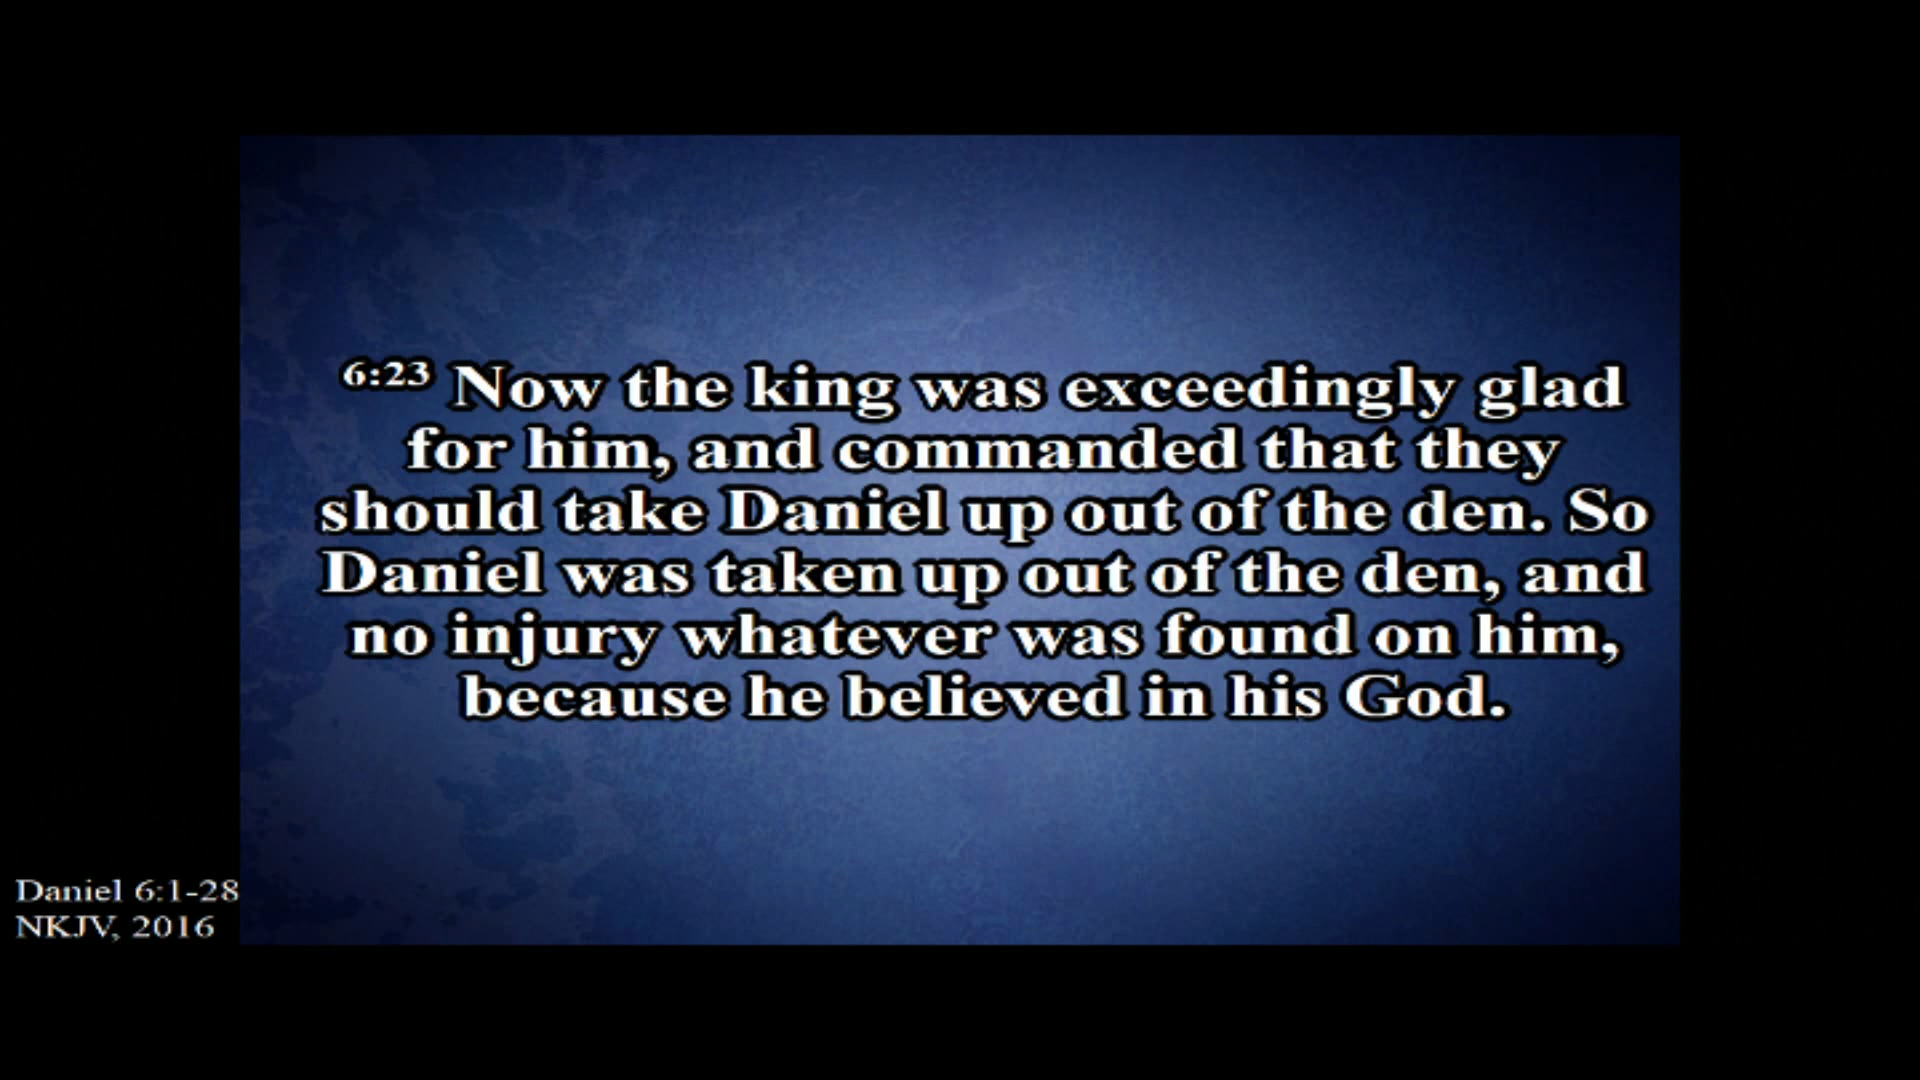 6:23 Now the king was exceedingly glad
for him, and commanded that they
should take Daniel up out of the den. So
Daniel was taken up out of the den, and
no injury whatever was found on him,
because he believed in his God.
Daniel 6:1-28
NKJV, 2016